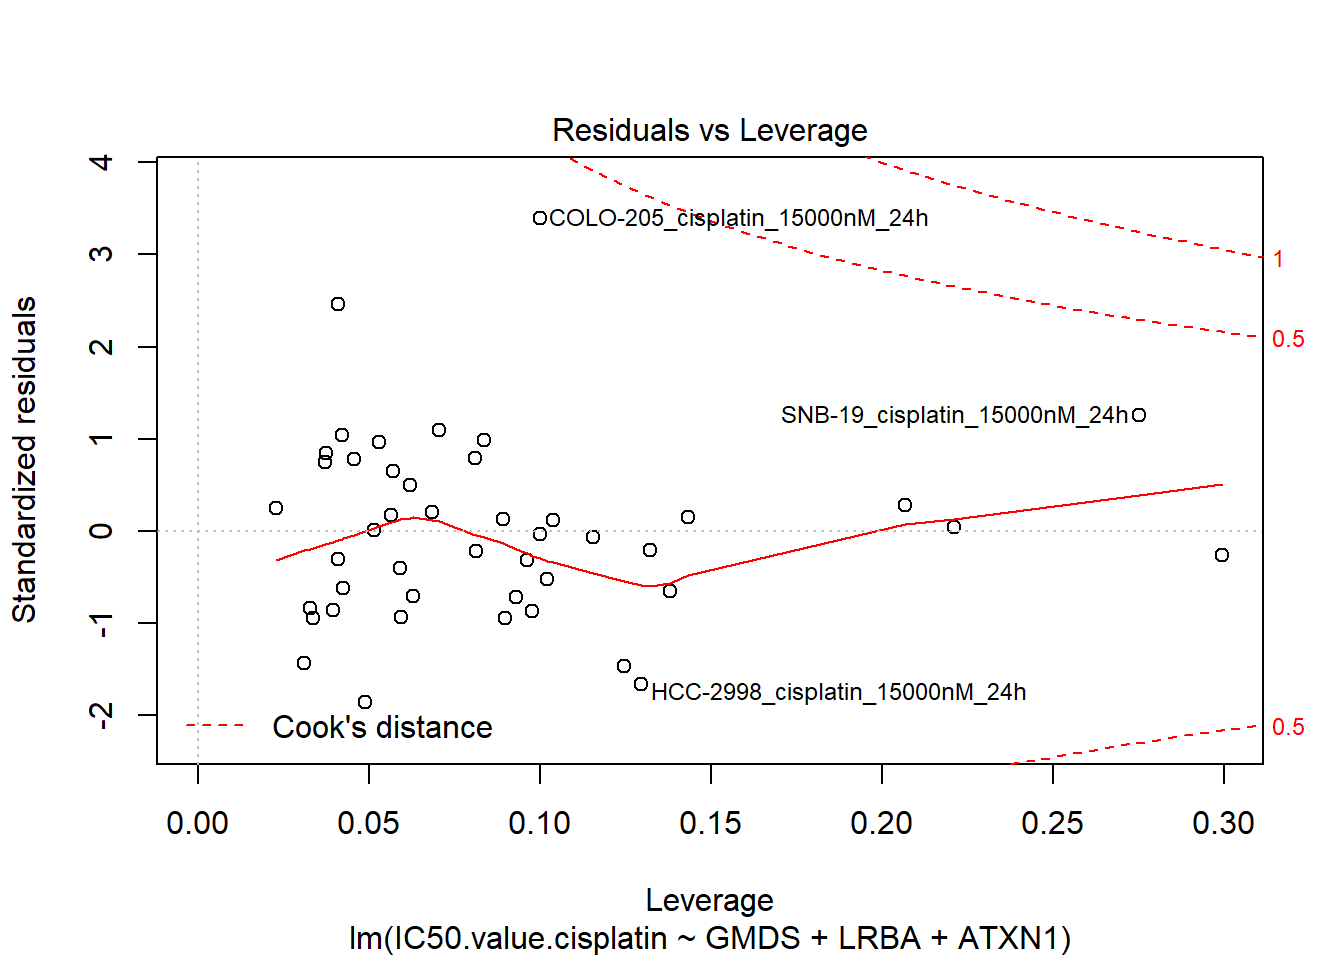 Residuals vs Leverage
Standardized residuals
4
3
2
1
0
-1
-2
COLO-205_cisplatin_15000nM_24h
1
0.5
SNB-19_cisplatin_15000nM_24h
HCC-2998_cisplatin_15000nM_24h
Cook's distance
0.5
0.00 0.05 0.10 0.15 0.20 0.25 0.30
Leverage
lm(IC50.value.cisplatin ~ GMDS + LRBA + ATXN1)